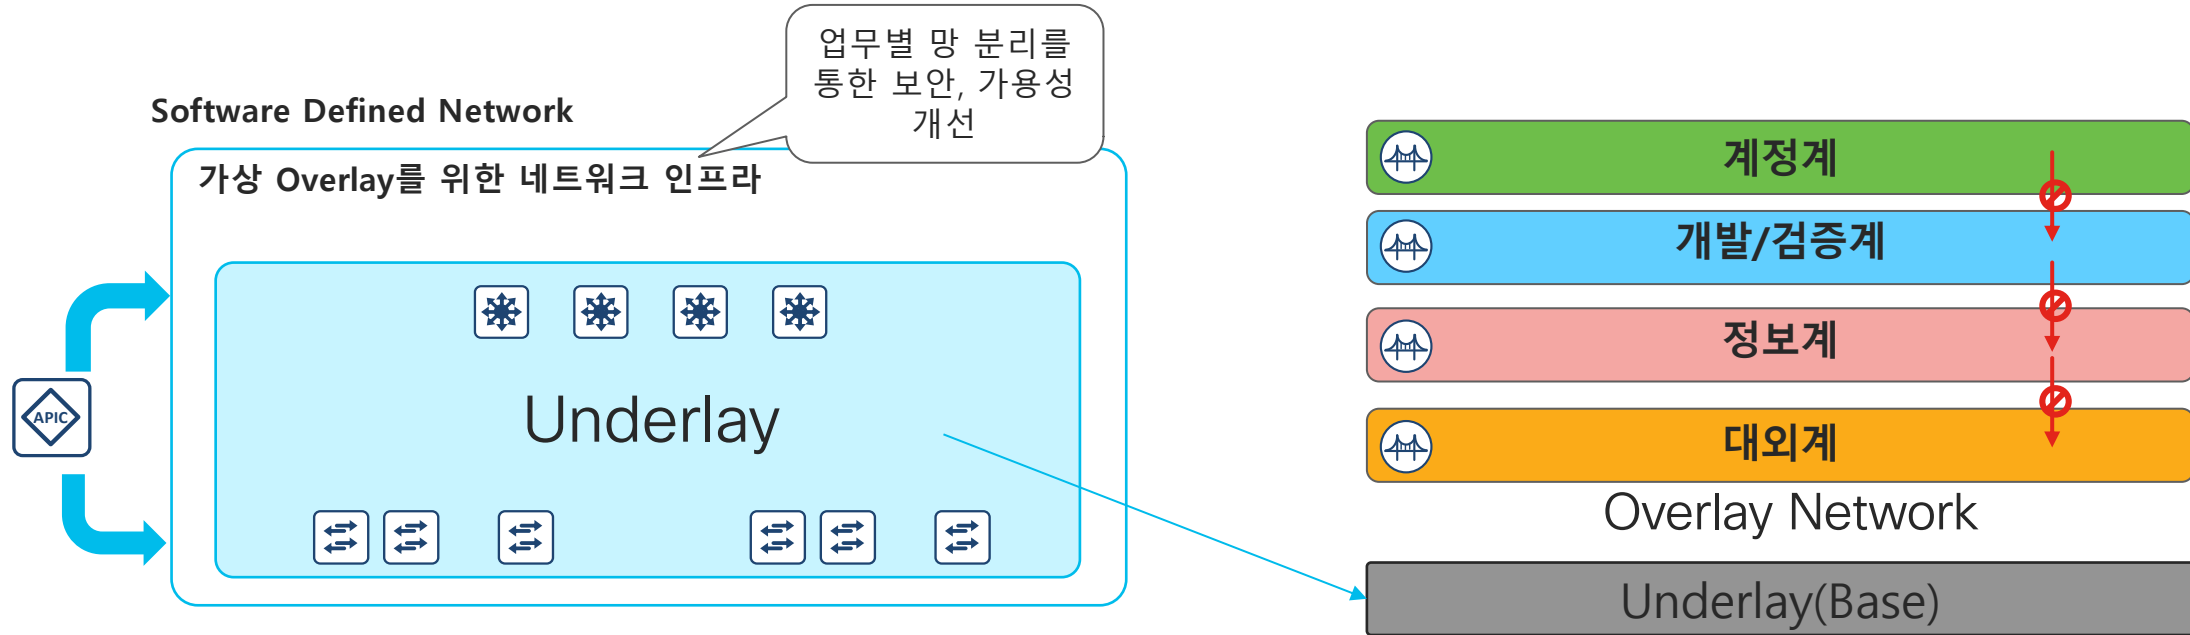 업무별 망 분리를
통한 보안, 가용성
개선
Software Defined Network
가상 Overlay를 위한 네트워크 인프라
APIC
Underlay
계정계
개발/검증계
정보계
대외계
Overlay Network
Underlay(Base)